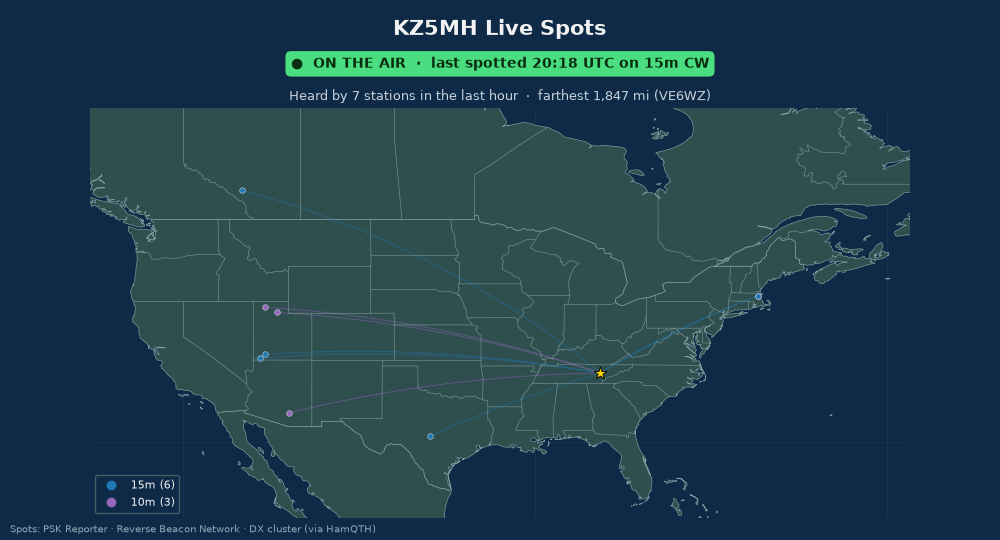 KZ5MH Live Spots
● ON THE AIR · last spotted 20:18 UTC on 15m CW
Heard by 7 stations in the last hour · farthest 1,847 mi (VE6WZ)
15m (6)
10m (3)
Spots: PSK Reporter · Reverse Beacon Network · DX cluster (via HamQTH)